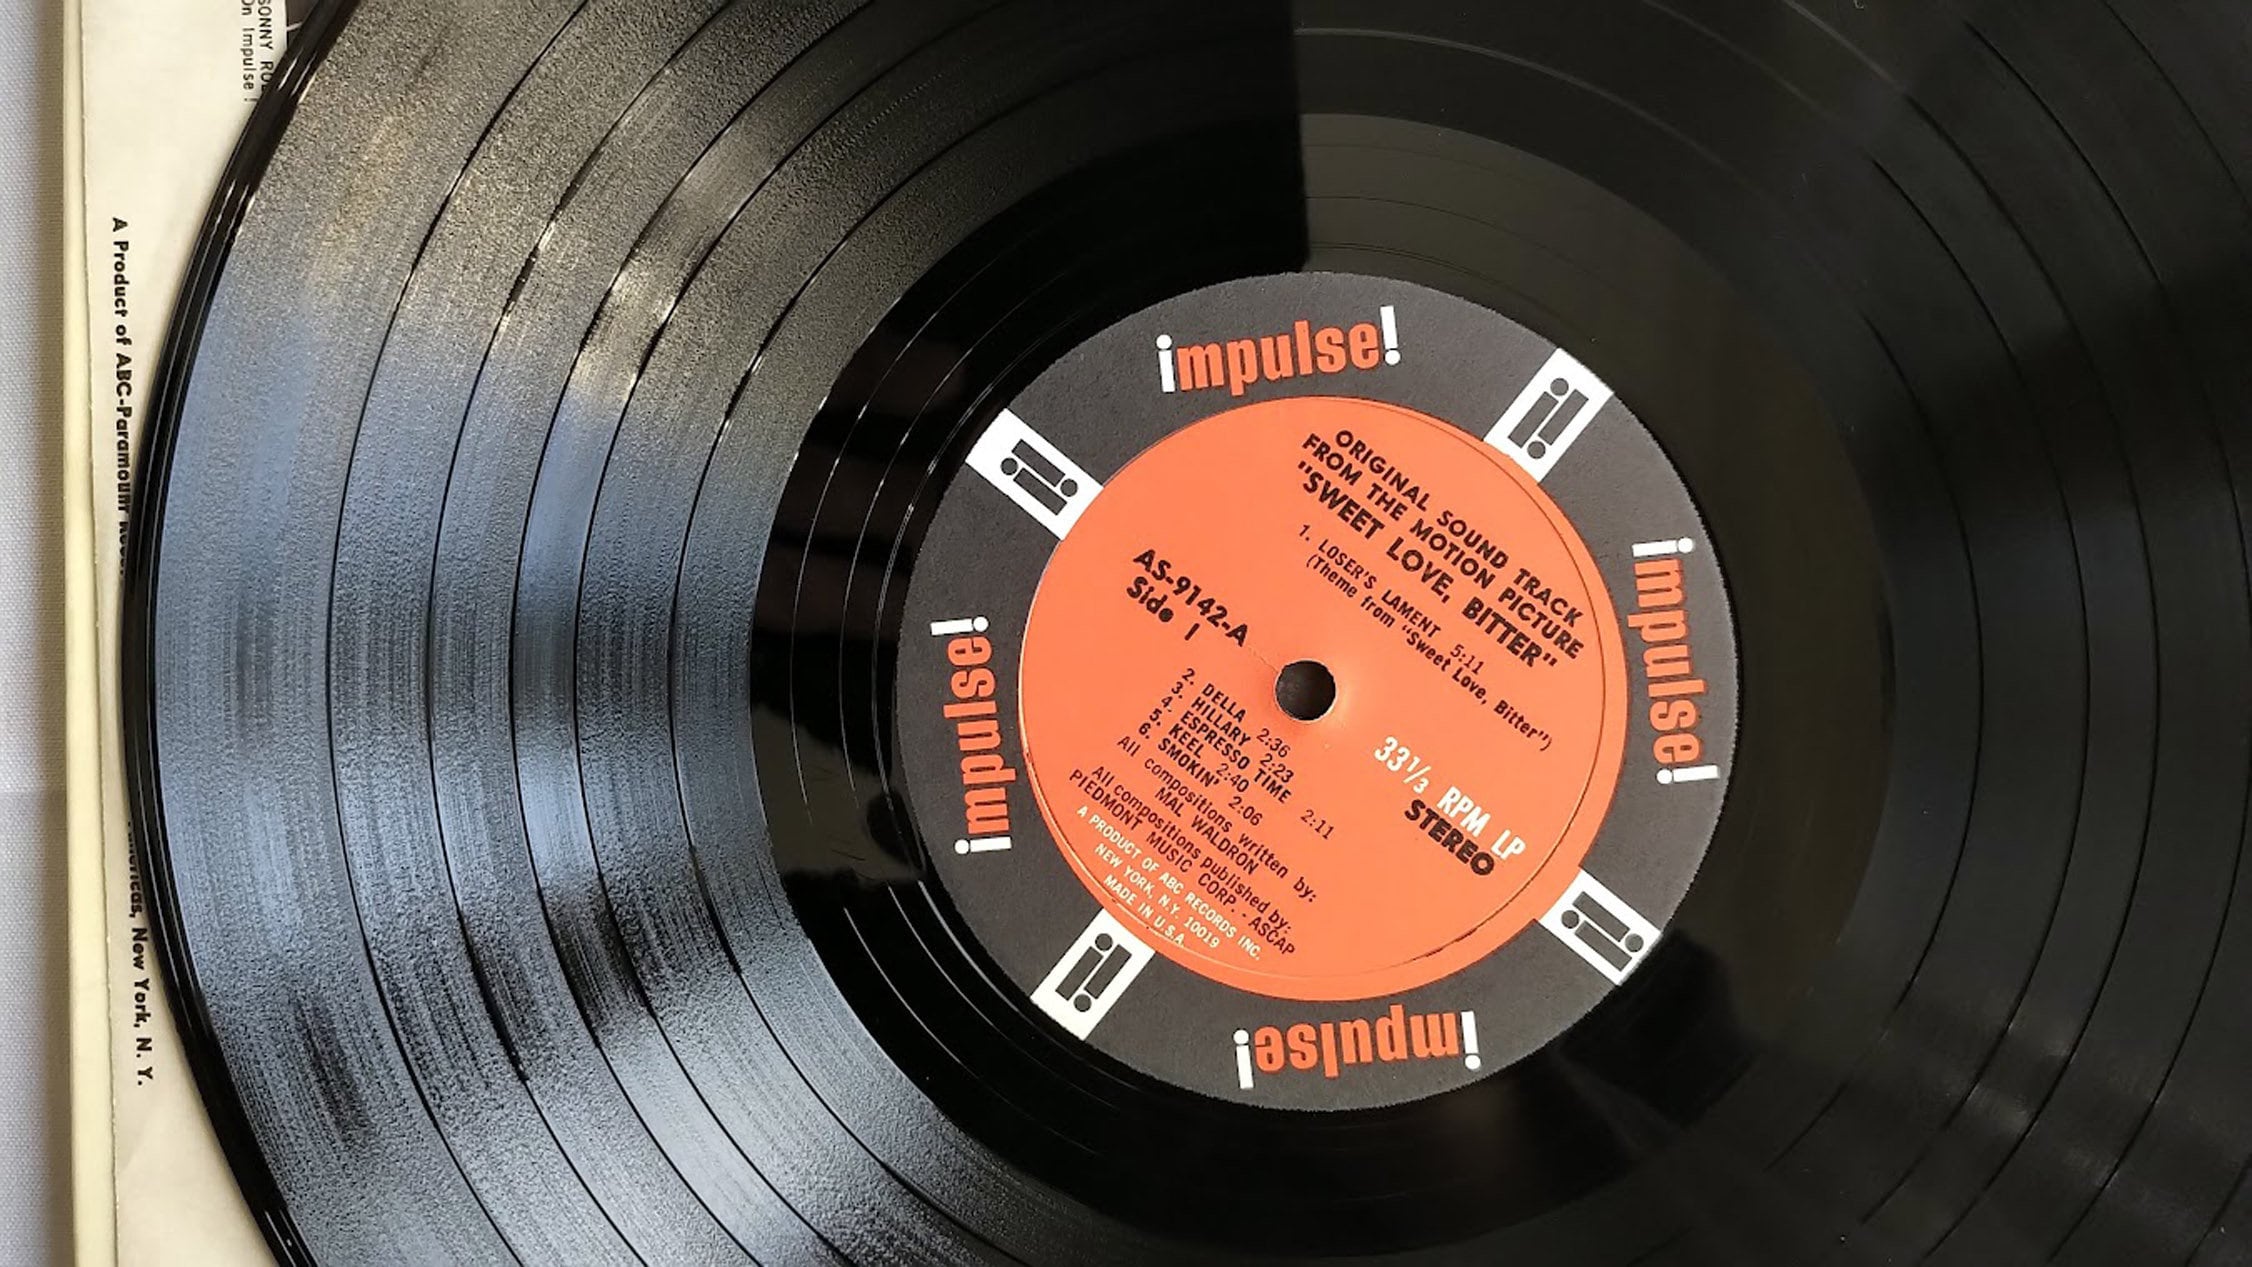 SONNY
On Impulse!
A Product of ABC-Paramount
New York, N. Y.
impulse!
impulse!
impulse!
impulse!
ORIGINAL SOUND TRACK
FROM THE MOTION PICTURE
"SWEET LOVE, BITTER"
1. LOSER'S LAMENT 5:11
(Theme from "Sweet Love, Bitter")
AS-9142-A
Side 1
33⅓ RPM LP
STEREO
2. DELLA 2:36
3. HILLARY 2:23
4. ESPRESSO TIME 2:11
5. KEEL 2:40
6. SMOKIN' 2:06
All compositions written by:
MAL WALDRON
All compositions published by:
PIEDMONT MUSIC CORP. - ASCAP
A PRODUCT OF ABC RECORDS INC.
NEW YORK, N.Y. 10019
MADE IN U.S.A.